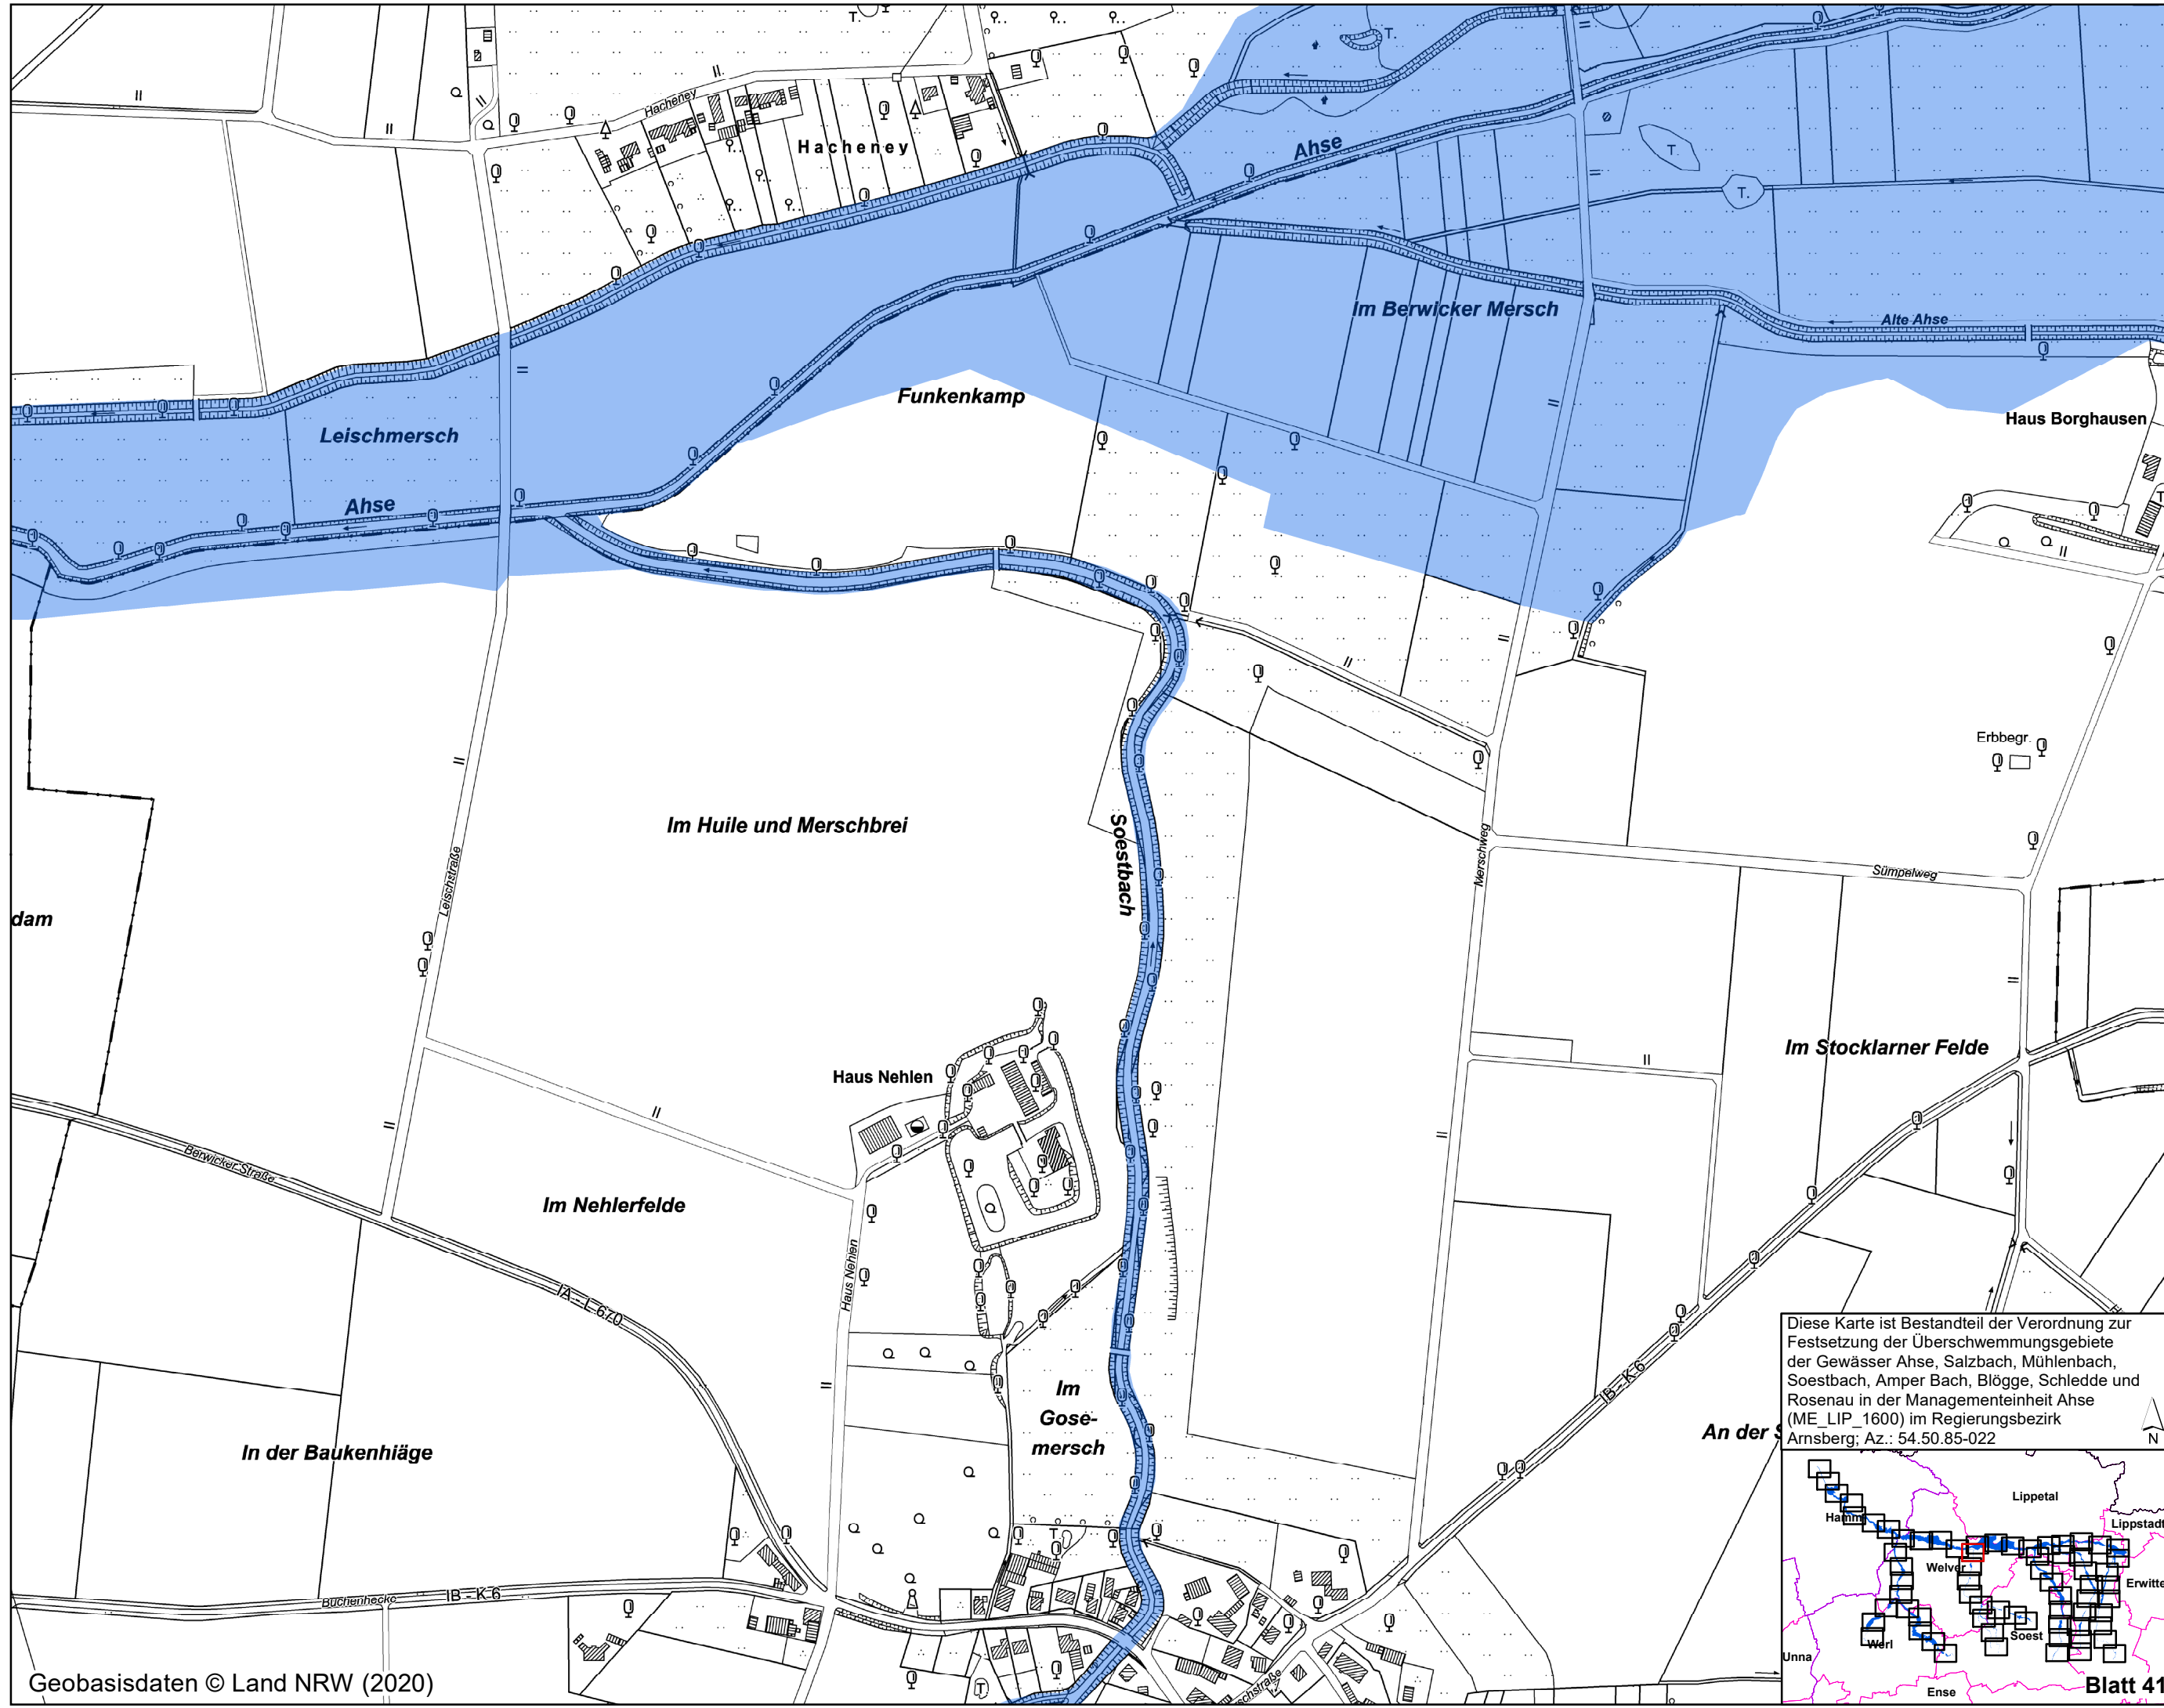 Hacheney
Hacheney
Ahse
Im Berwicker Mersch
Alte Ahse
Funkenkamp
Haus Borghausen
Leischmersch
Ahse
Erbbegr.
Im Huile und Merschbrei
Soestbach
Merschweg
Sümpelweg
Leischstraße
dam
Im Stocklarner Felde
Haus Nehlen
Berwicker Straße
Im Nehlerfelde
Haus Nehlen
IA - L 670
IB - K 6
Im
Gose-
mersch
An der S
In der Baukenhiäge
Buchenhecke
IB - K 6
schstraße
Diese Karte ist Bestandteil der Verordnung zur
Festsetzung der Überschwemmungsgebiete
der Gewässer Ahse, Salzbach, Mühlenbach,
Soestbach, Amper Bach, Blögge, Schledde und
Rosenau in der Managementeinheit Ahse
(ME_LIP_1600) im Regierungsbezirk
Arnsberg; Az.: 54.50.85-022
N
Lippetal
Hamm
Lippstadt
Welver
Erwitte
Soest
Werl
Unna
Ense
Blatt 41
Geobasisdaten © Land NRW (2020)